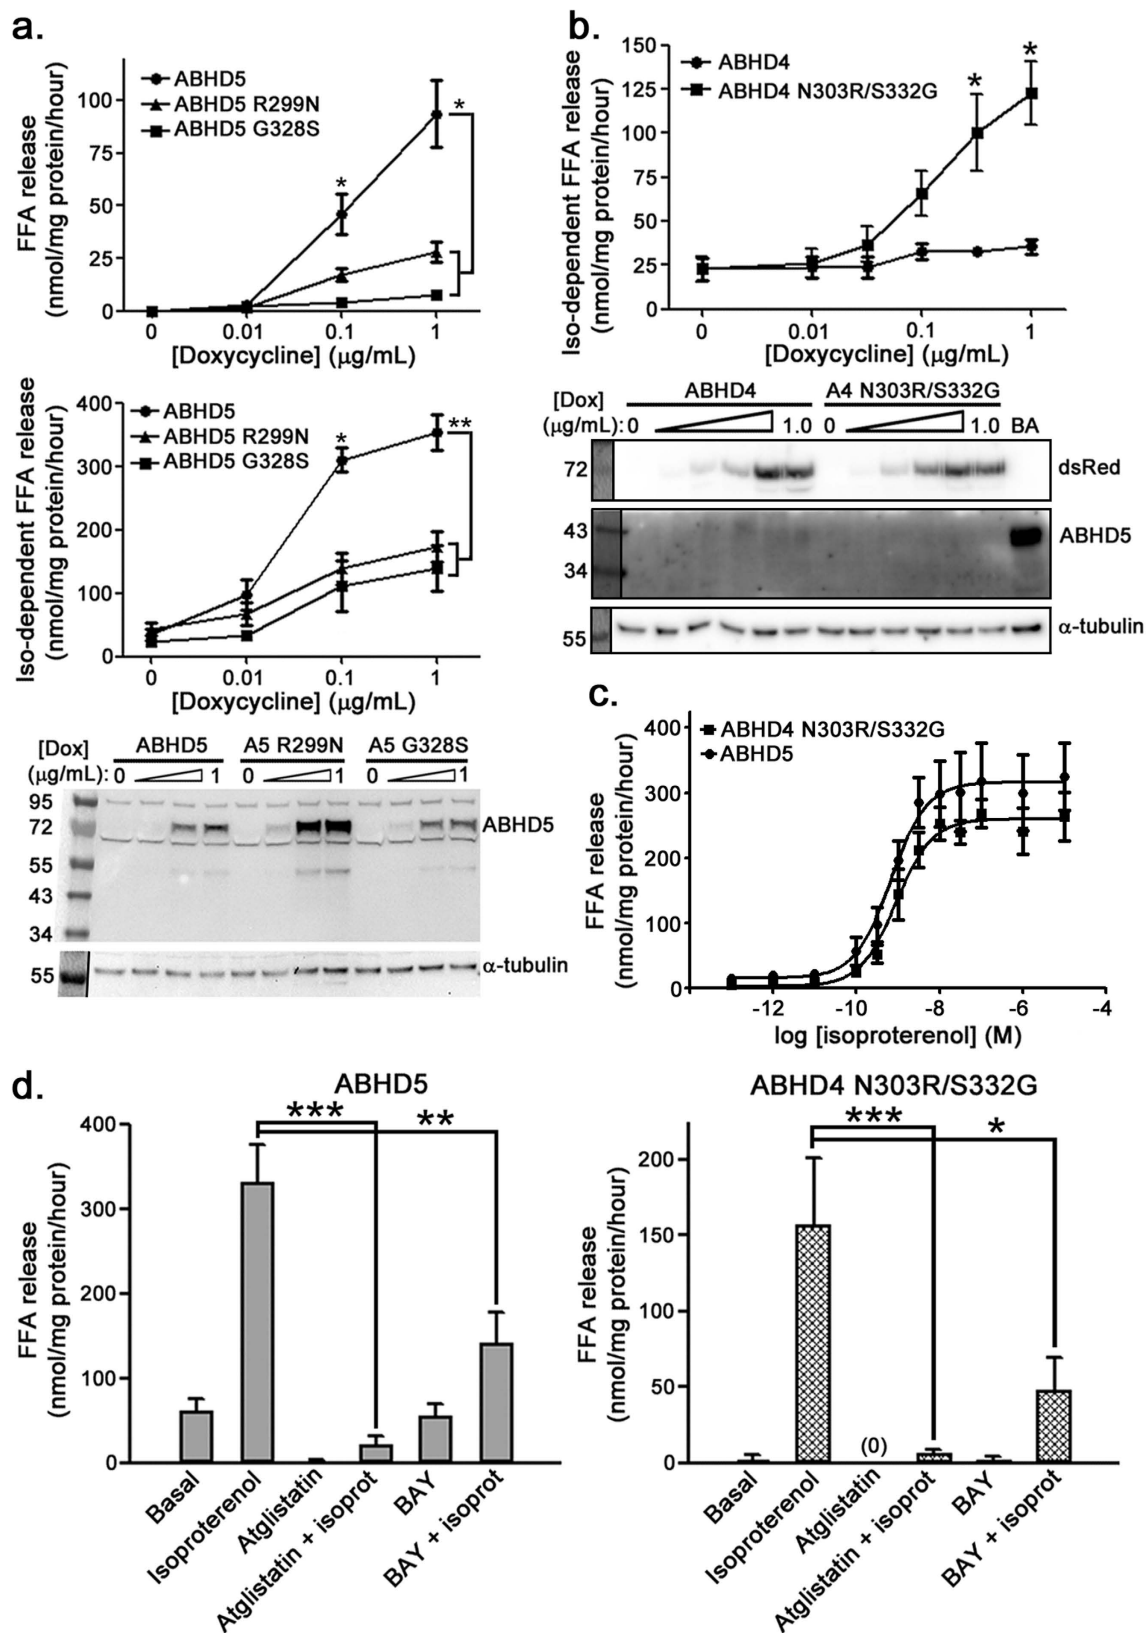 a.
FFA release
(nmol/mg protein/hour)
ABHD5
ABHD5 R299N
ABHD5 G328S
100
75
50
25
0
*
*
0 0.01 0.1 1
[Doxycycline] (µg/mL)
Iso-dependent FFA release
(nmol/mg protein/hour)
ABHD5
ABHD5 R299N
ABHD5 G328S
400
300
200
100
0
*
**
0 0.01 0.1 1
[Doxycycline] (µg/mL)
[Dox] ABHD5 A5 R299N A5 G328S
(µg/mL): 0 1 0 1 0 1
95
72
55
43
34
ABHD5
55
α-tubulin
b.
Iso-dependent FFA release
(nmol/mg protein/hour)
ABHD4
ABHD4 N303R/S332G
150
125
100
75
50
25
0
*
*
0 0.01 0.1 1
[Doxycycline] (µg/mL)
[Dox] ABHD4 A4 N303R/S332G
(µg/mL): 0 1.0 0 1.0 BA
72
dsRed
43
34
ABHD5
55
α-tubulin
c.
FFA release
(nmol/mg protein/hour)
ABHD4 N303R/S332G
ABHD5
400
300
200
100
0
-12 -10 -8 -6 -4
log [isoproterenol] (M)
d.
ABHD5
FFA release
(nmol/mg protein/hour)
400
300
200
100
0
***
**
Basal
Isoproterenol
Atglistatin
Atglistatin + isoprot
BAY
BAY + isoprot
ABHD4 N303R/S332G
FFA release
(nmol/mg protein/hour)
200
150
100
50
0
***
*
(0)
Basal
Isoproterenol
Atglistatin
Atglistatin + isoprot
BAY
BAY + isoprot